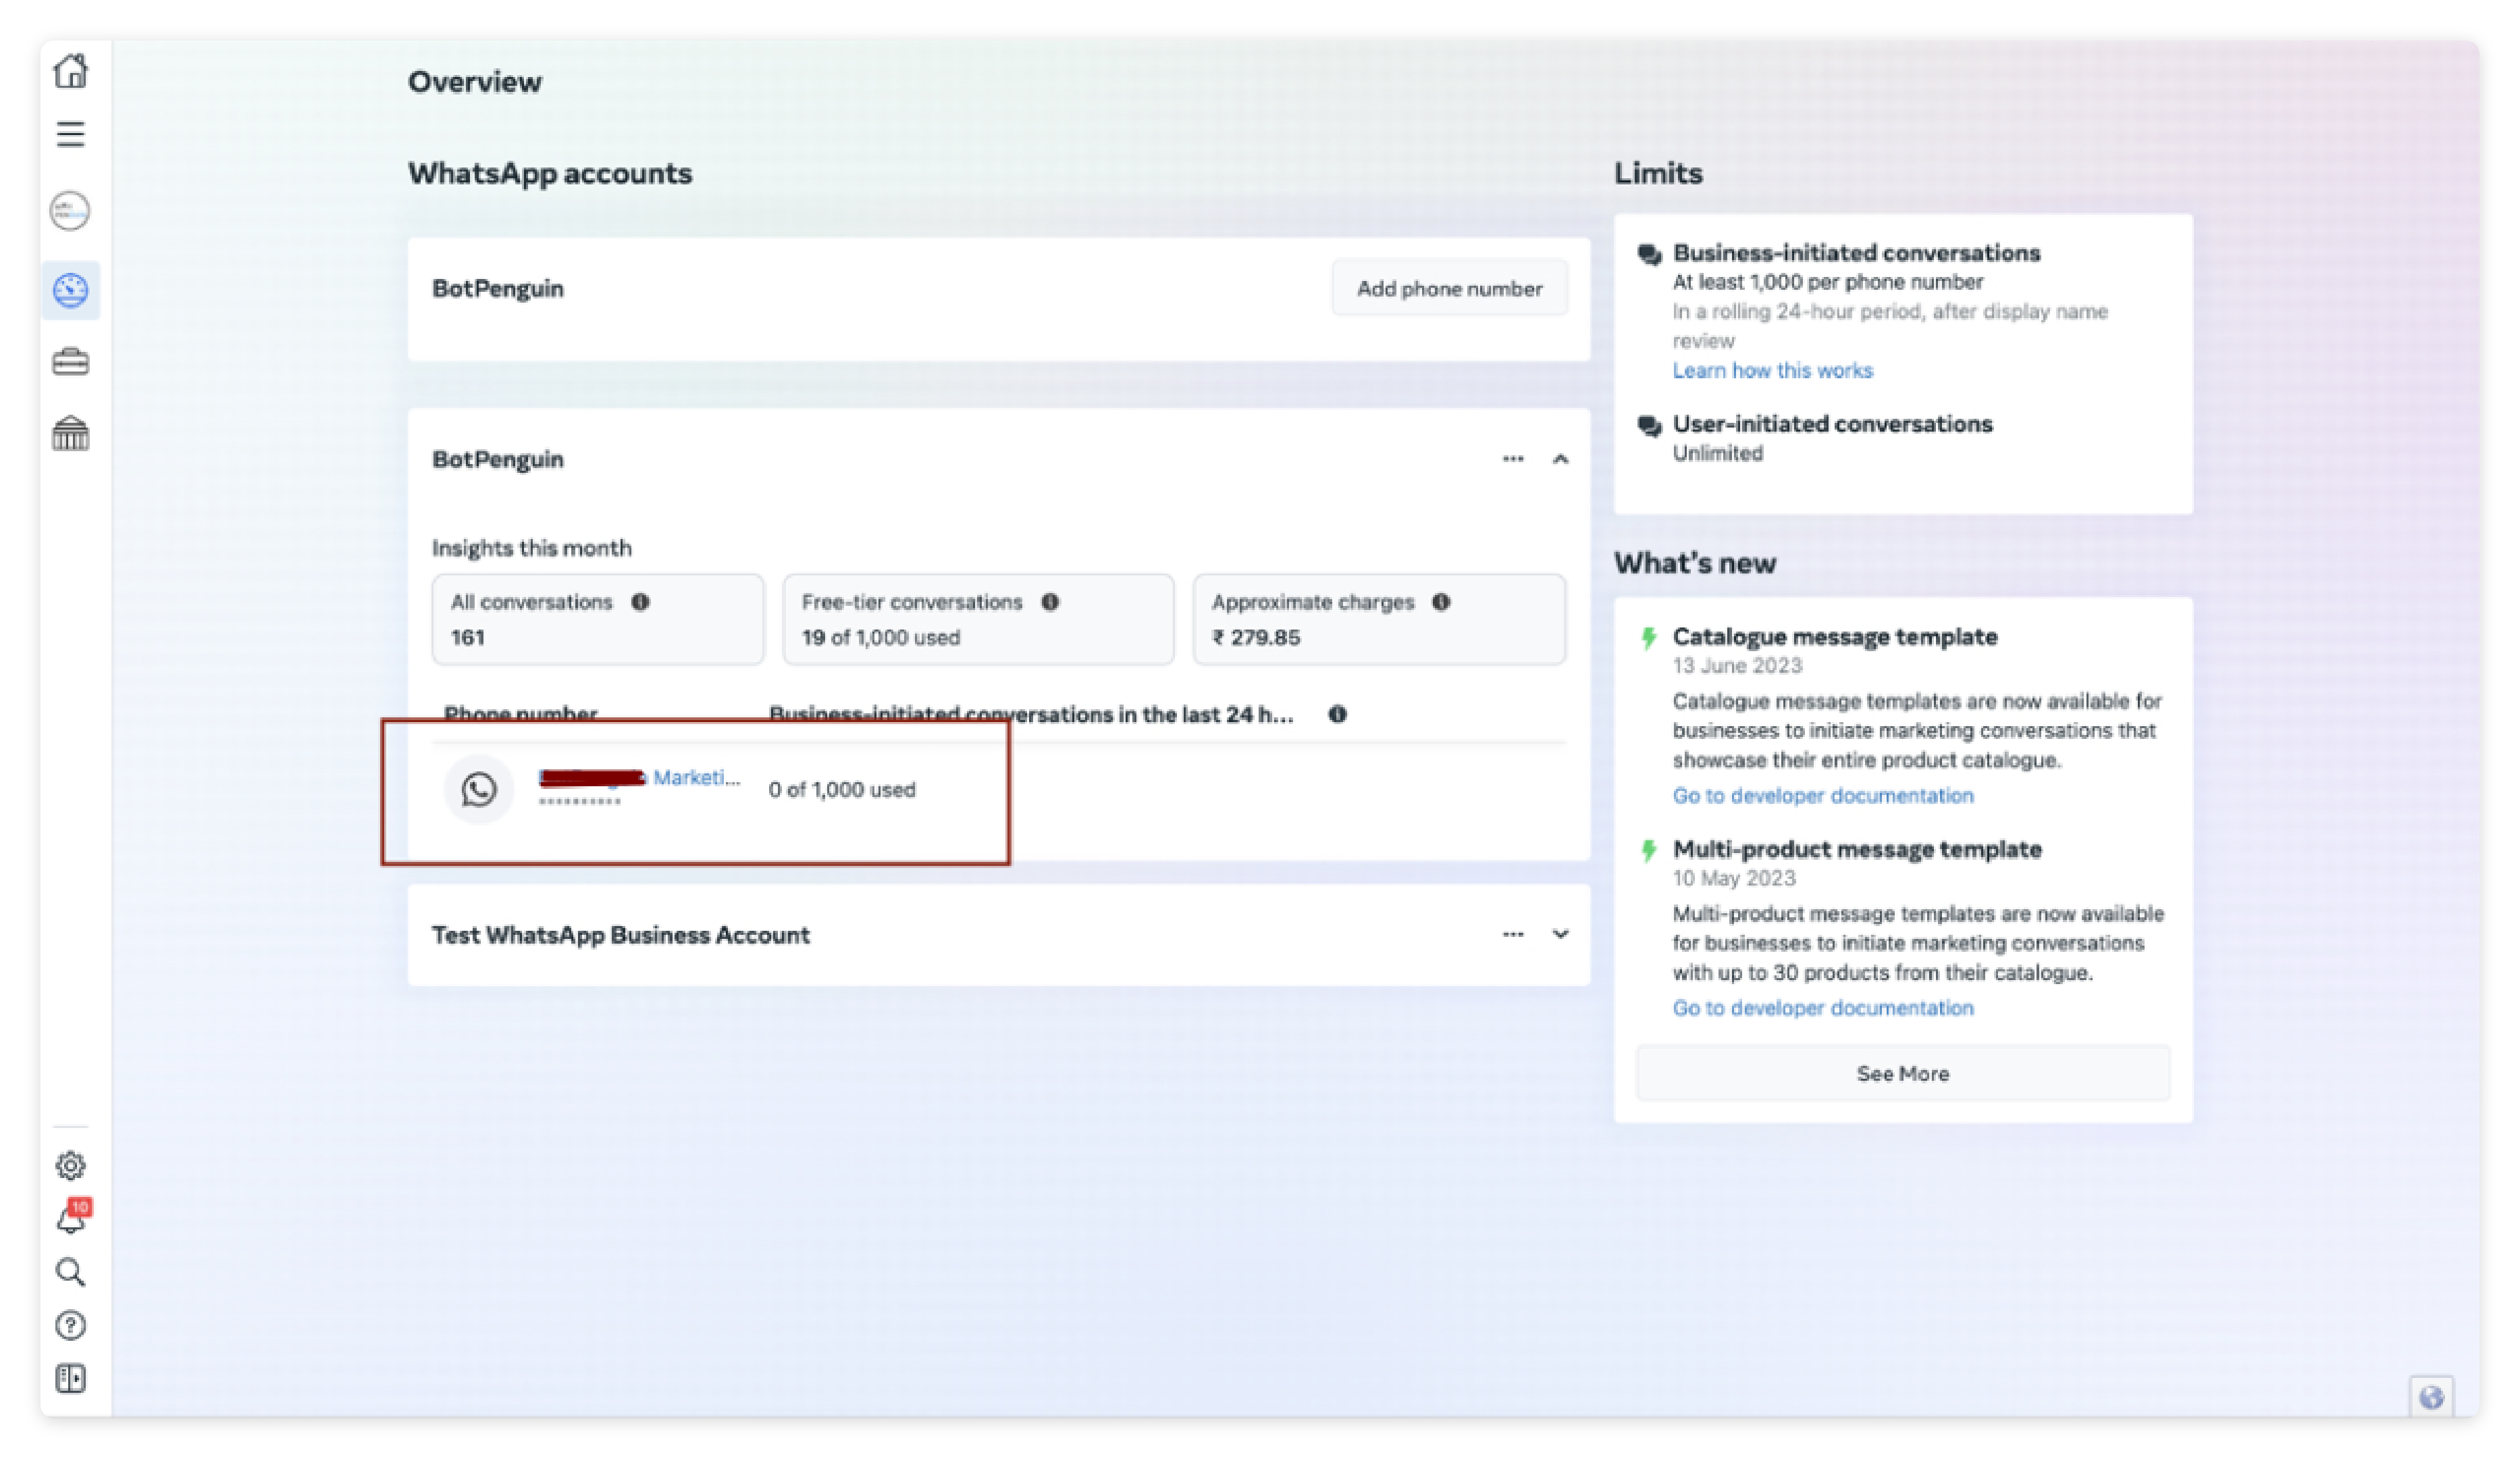 Overview
WhatsApp accounts
BotPenguin
Add phone number
BotPenguin
Insights this month
All conversations
161
Free-tier conversations
19 of 1,000 used
Approximate charges
₹ 279.85
Phone number
Business-initiated conversations in the last 24 h...
Marketi...
0 of 1,000 used
Test WhatsApp Business Account
Limits
Business-initiated conversations
At least 1,000 per phone number
In a rolling 24-hour period, after display name
review
Learn how this works
User-initiated conversations
Unlimited
What's new
Catalogue message template
13 June 2023
Catalogue message templates are now available for
businesses to initiate marketing conversations that
showcase their entire product catalogue.
Go to developer documentation
Multi-product message template
10 May 2023
Multi-product message templates are now available
for businesses to initiate marketing conversations
with up to 30 products from their catalogue.
Go to developer documentation
See More
10